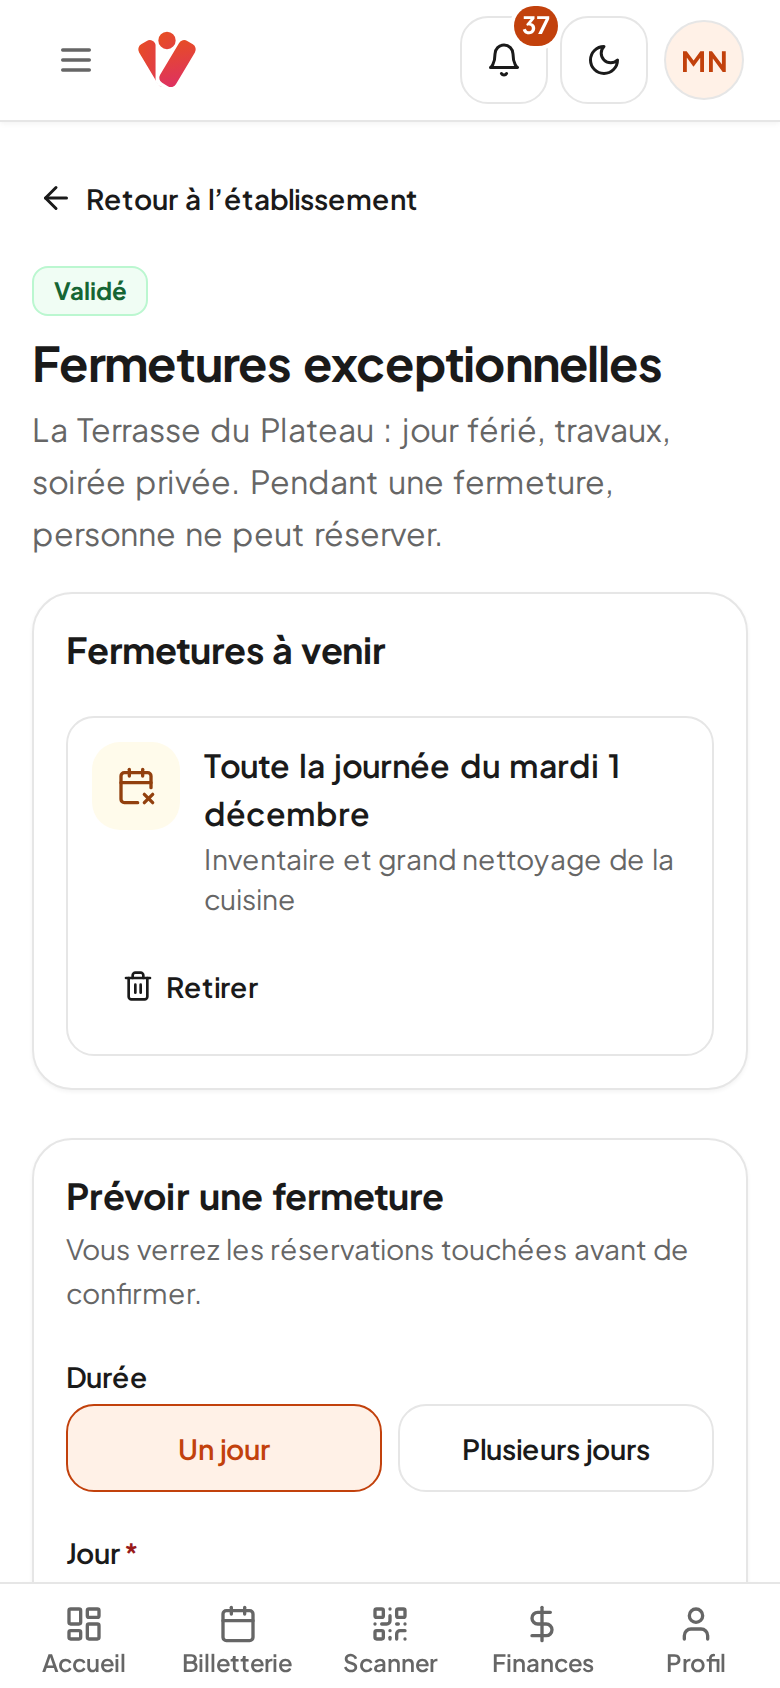 37
MN
Retour à l’établissement
Validé
Fermetures exceptionnelles
La Terrasse du Plateau : jour férié, travaux,
soirée privée. Pendant une fermeture,
personne ne peut réserver.
Fermetures à venir
Toute la journée du mardi 1
décembre
Inventaire et grand nettoyage de la
cuisine
Retirer
Prévoir une fermeture
Vous verrez les réservations touchées avant de
confirmer.
Durée
Un jour
Plusieurs jours
Jour *
Accueil
Billetterie
Scanner
Finances
Profil